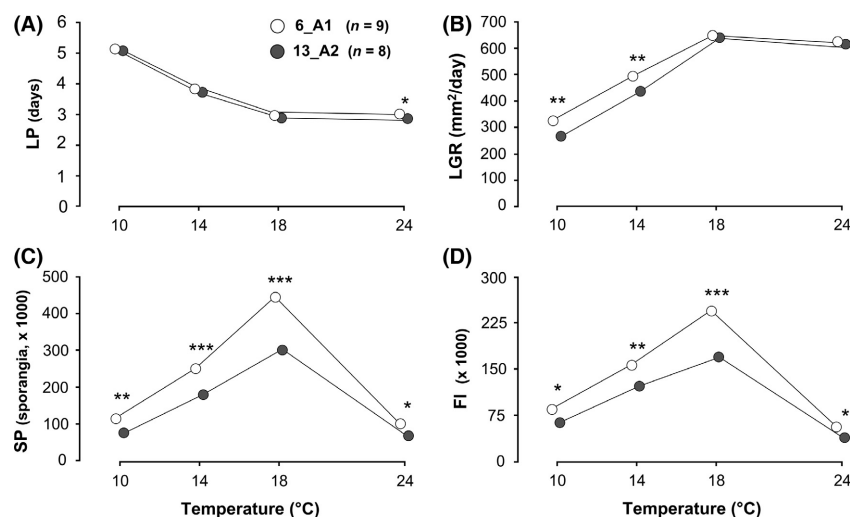 (A)
6
5
4
3
2
1
0
LP (days)
6_A1 (n = 9)
13_A2 (n = 8)
*
10 14 18 24
(B)
700
600
500
400
300
200
100
0
LGR (mm²/day)
** ** 
10 14 18 24
(C)
500
400
300
200
100
0
SP (sporangia, x 1000)
** *** *** *
10 14 18 24
Temperature (°C)
(D)
300
225
150
75
0
FI (x 1000)
* ** *** *
10 14 18 24
Temperature (°C)